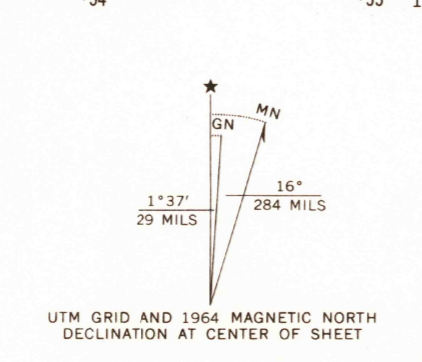 MN
GN
1°37′
29 MILS
16°
284 MILS
UTM GRID AND 1964 MAGNETIC NORTH
DECLINATION AT CENTER OF SHEET